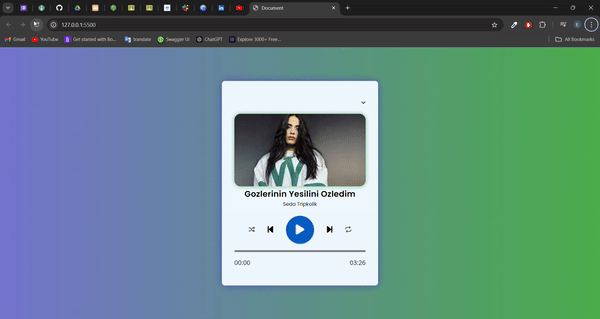 Document
127.0.0.1:5500
Gmail
YouTube
Get started with Bo...
translate
Swagger UI
ChatGPT
Explore 3000+ Free...
All Bookmarks
Gozlerinin Yesilini Ozledim
Seda Tripkolik
00:00
03:26